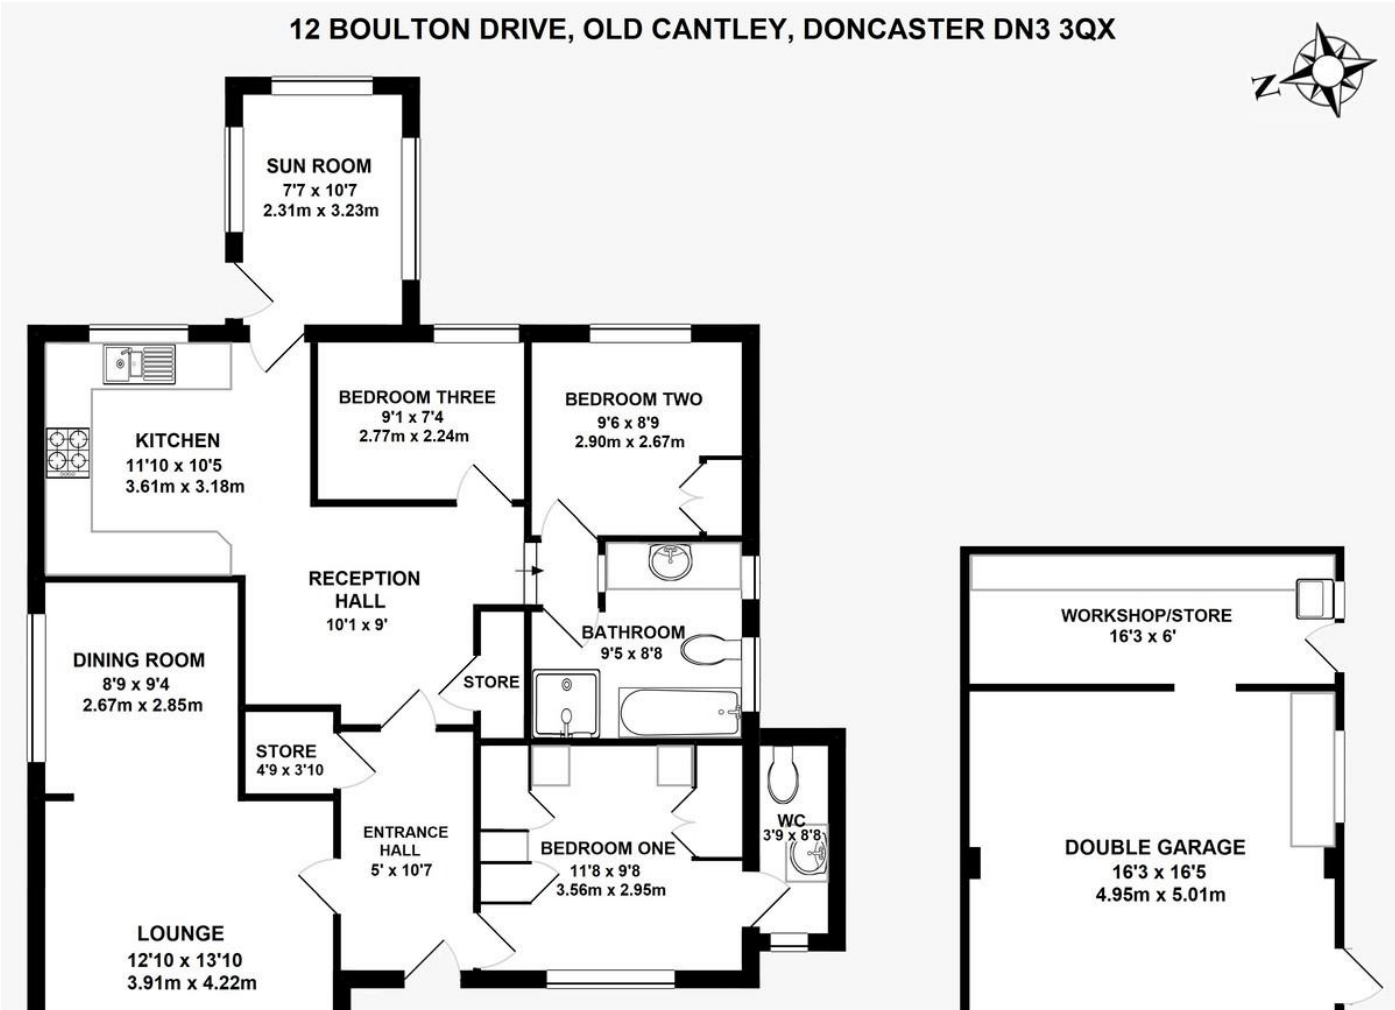 12 BOULTON DRIVE, OLD CANTLEY, DONCASTER DN3 3QX
N
SUN ROOM
7'7 x 10'7
2.31m x 3.23m
BEDROOM THREE
9'1 x 7'4
2.77m x 2.24m
BEDROOM TWO
9'6 x 8'9
2.90m x 2.67m
KITCHEN
11'10 x 10'5
3.61m x 3.18m
RECEPTION
HALL
10'1 x 9'
BATHROOM
9'5 x 8'8
WORKSHOP/STORE
16'3 x 6'
DINING ROOM
8'9 x 9'4
2.67m x 2.85m
STORE
STORE
4'9 x 3'10
ENTRANCE
HALL
5' x 10'7
BEDROOM ONE
11'8 x 9'8
3.56m x 2.95m
WC
3'9 x 8'8
DOUBLE GARAGE
16'3 x 16'5
4.95m x 5.01m
LOUNGE
12'10 x 13'10
3.91m x 4.22m